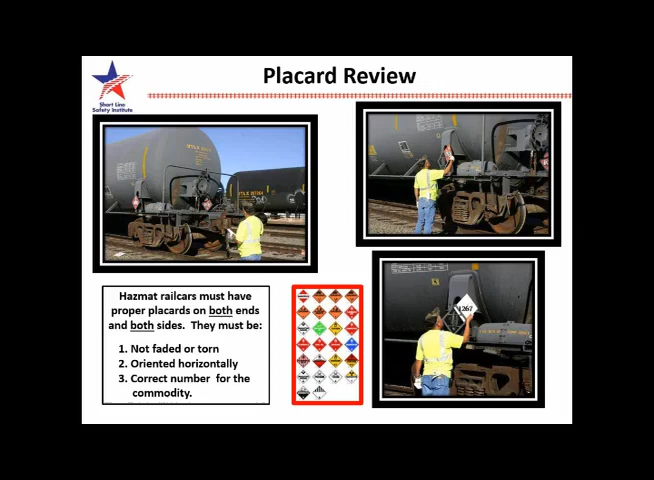 Placard Review
Short Line
Safety Institute
Hazmat railcars must have
proper placards on both ends
and both sides. They must be:
1. Not faded or torn
2. Oriented horizontally
3. Correct number for the
commodity.
1267